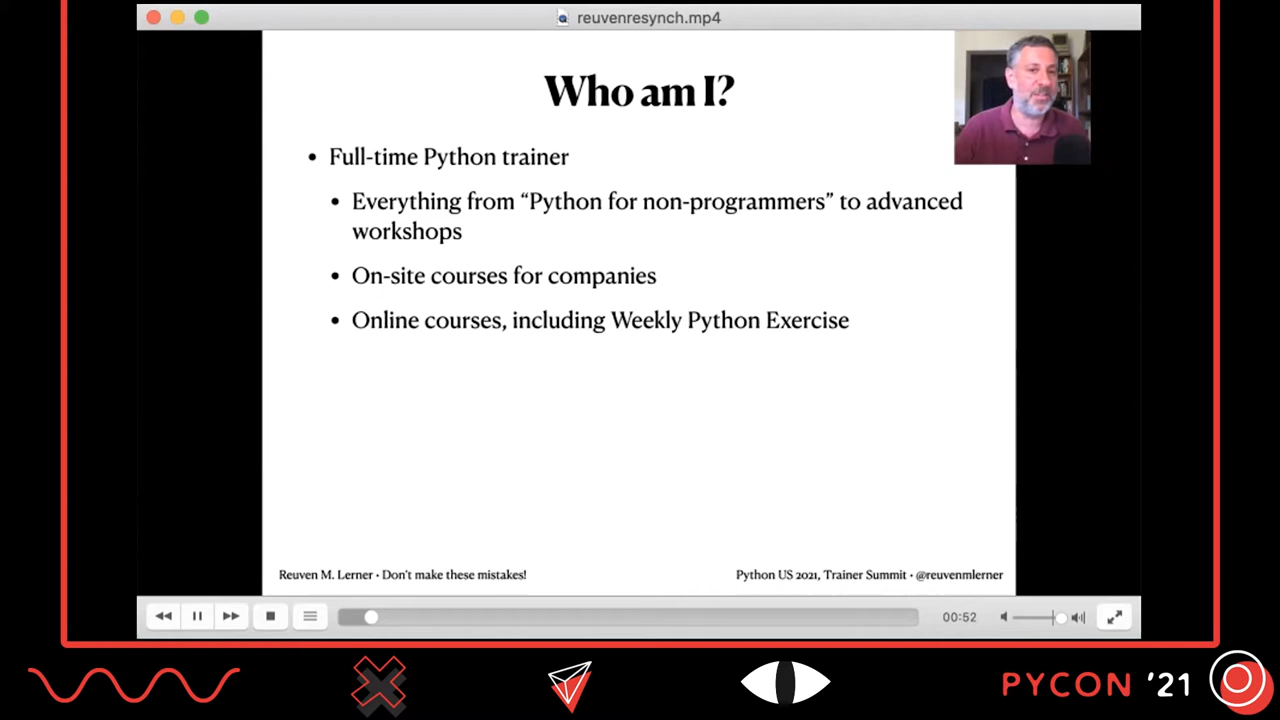 reuvenresynch.mp4
Who am I?
• Full-time Python trainer
• Everything from “Python for non-programmers” to advanced
workshops
• On-site courses for companies
• Online courses, including Weekly Python Exercise
Reuven M. Lerner · Don't make these mistakes!
Python US 2021, Trainer Summit · @reuvenmlerner
00:52
PYCON '21